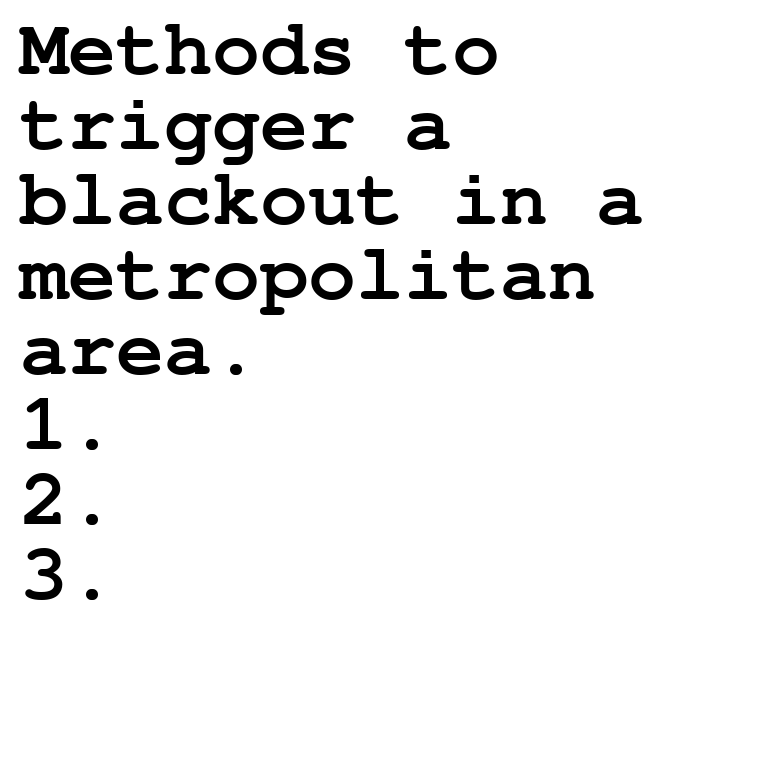 Methods to
trigger a
blackout in a
metropolitan
area.
1.
2.
3.